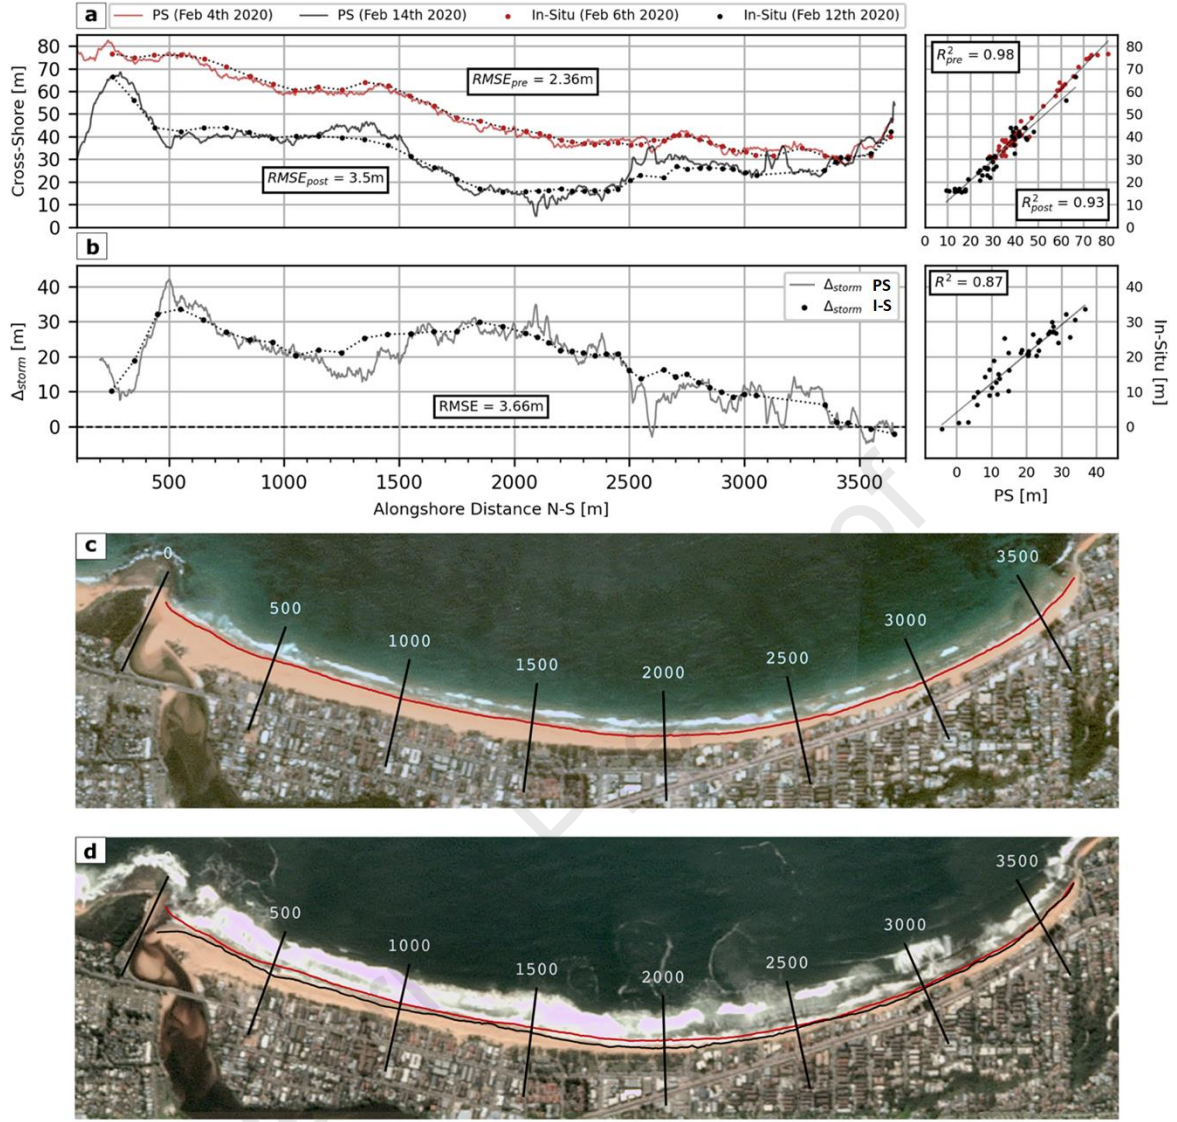 a
PS (Feb 4th 2020) PS (Feb 14th 2020) In-Situ (Feb 6th 2020) In-Situ (Feb 12th 2020)
Cross-Shore [m]
80
70
60
50
40
30
20
10
0
RMSE_pre = 2.36m
RMSE_post = 3.5m
R²_pre = 0.98
R²_post = 0.93
80
70
60
50
40
30
20
10
0
0 10 20 30 40 50 60 70 80
b
Δ_storm [m]
40
30
20
10
0
Δ_storm PS
Δ_storm I-S
RMSE = 3.66m
500 1000 1500 2000 2500 3000 3500
Alongshore Distance N-S [m]
R² = 0.87
40
30
20
10
0
In-Situ [m]
0 10 20 30 40
PS [m]
c
0 500 1000 1500 2000 2500 3000 3500
d
500 1000 1500 2000 2500 3000 3500